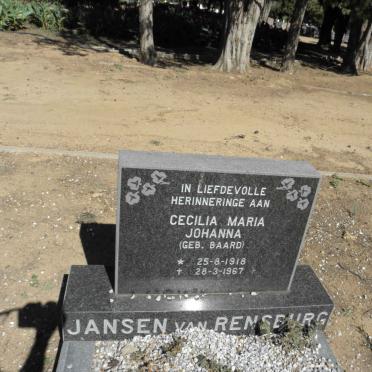 IN LIEFDEVOLLE
HERINNERINGE AAN
CECILIA MARIA
JOHANNA
(GEB. BAARD)
* 25-8-1918
† 28-3-1967
JANSEN VAN RENSBURG